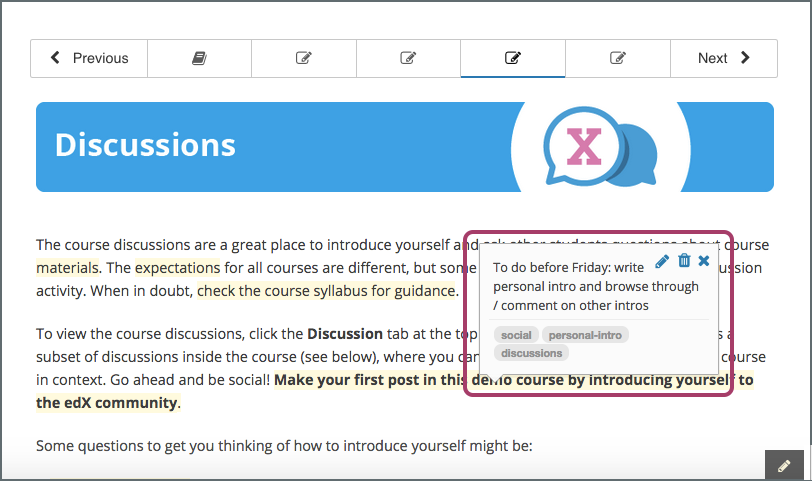 Previous
Next
Discussions
X
The course discussions are a great place to introduce yourself and ask other students questions about course
materials. The expectations for all courses are different, but some
ssion
activity. When in doubt, check the course syllabus for guidance.
To do before Friday: write
personal intro and browse through
/ comment on other intros
social personal-intro
discussions
To view the course discussions, click the Discussion tab at the top
s a
subset of discussions inside the course (see below), where you can
course
in context. Go ahead and be social! Make your first post in this demo course by introducing yourself to
the edX community.
Some questions to get you thinking of how to introduce yourself might be: